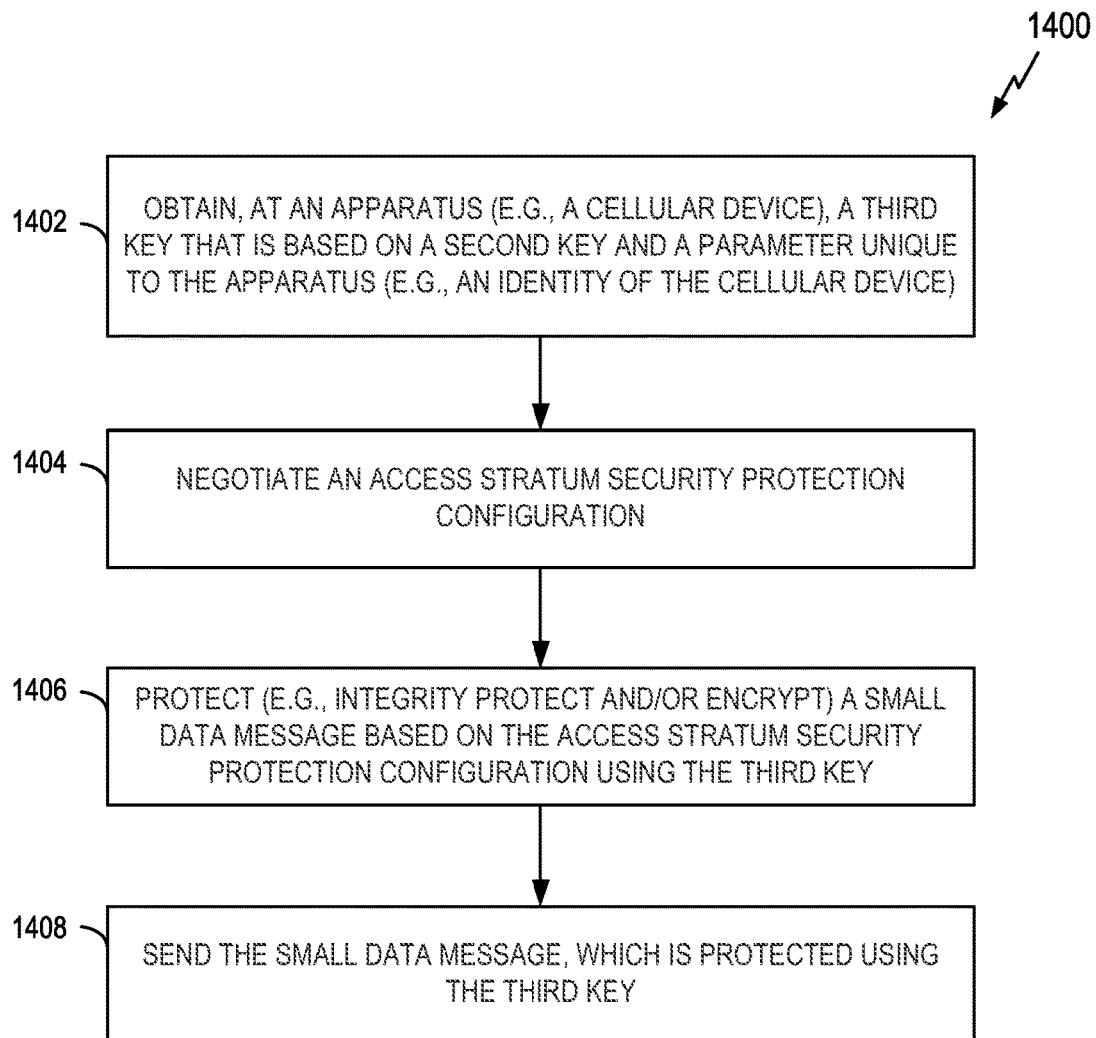 1400
1402
OBTAIN, AT AN APPARATUS (E.G., A CELLULAR DEVICE), A THIRD
KEY THAT IS BASED ON A SECOND KEY AND A PARAMETER UNIQUE
TO THE APPARATUS (E.G., AN IDENTITY OF THE CELLULAR DEVICE)
1404
NEGOTIATE AN ACCESS STRATUM SECURITY PROTECTION
CONFIGURATION
1406
PROTECT (E.G., INTEGRITY PROTECT AND/OR ENCRYPT) A SMALL
DATA MESSAGE BASED ON THE ACCESS STRATUM SECURITY
PROTECTION CONFIGURATION USING THE THIRD KEY
1408
SEND THE SMALL DATA MESSAGE, WHICH IS PROTECTED USING
THE THIRD KEY